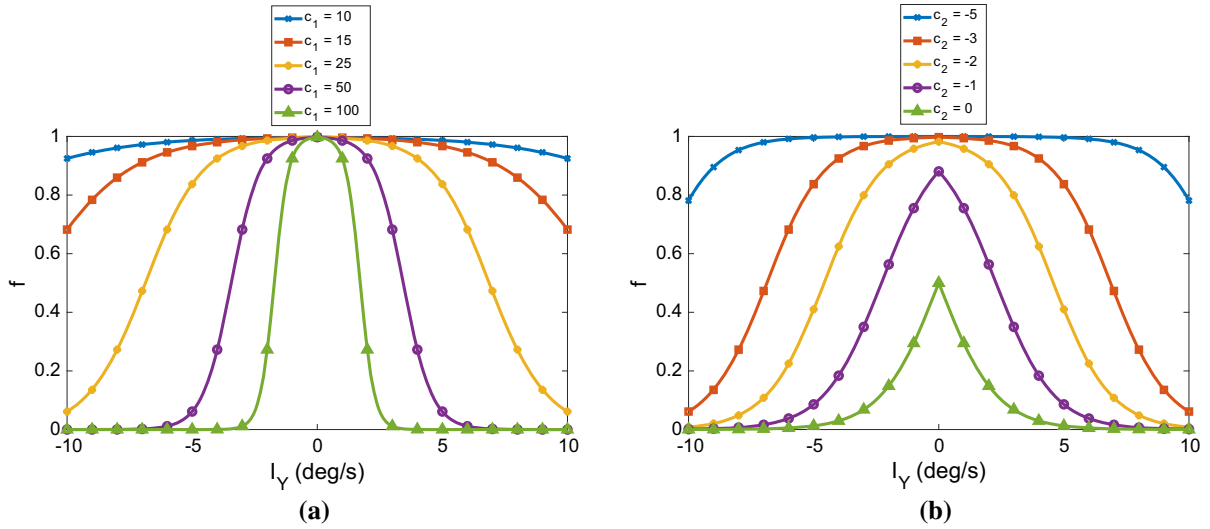 c1 = 10
c1 = 15
c1 = 25
c1 = 50
c1 = 100
1
0.8
0.6
0.4
0.2
0
f
-10 -5 0 5 10
IY (deg/s)
(a)
c2 = -5
c2 = -3
c2 = -2
c2 = -1
c2 = 0
1
0.8
0.6
0.4
0.2
0
f
-10 -5 0 5 10
IY (deg/s)
(b)